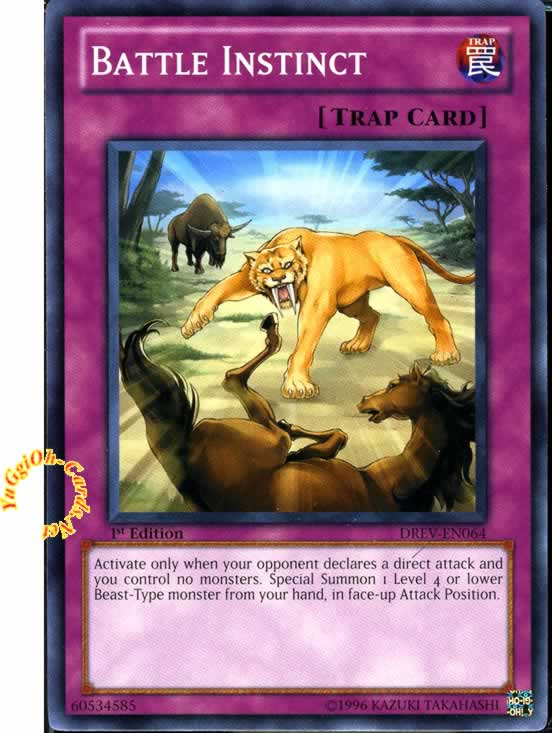 BATTLE INSTINCT
TRAP
罠
[TRAP CARD]
YuGgiOh-Cards.Net
1st Edition
DREV-EN064
Activate only when your opponent declares a direct attack and
you control no monsters. Special Summon 1 Level 4 or lower
Beast-Type monster from your hand, in face-up Attack Position.
60534585
©1996 KAZUKI TAKAHASHI